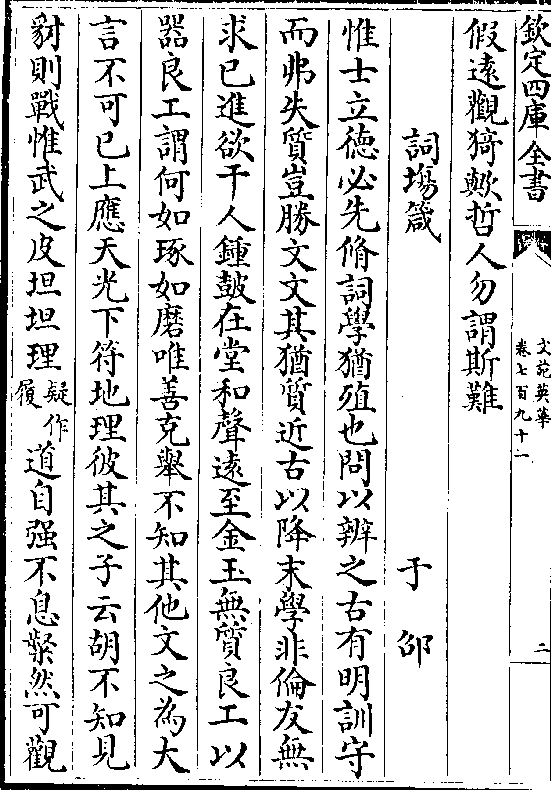 欽定四庫全書
文苑英華
卷七百九十一
二
假遠觀猗歟哲人勿謂斯難
詞場箴
于邵
惟士立德必先脩詞學猶殖也問以辨之古有明訓守
而弗失質豈勝文文其猶質近古以降末學非倫友無
求已進欲干人鍾鼓在堂和聲遠至金玉無質良工以
器良工謂何如琢如磨唯善克舉不知其他文之為大
言不可已上應天光下符地理彼其之子云胡不知見
豺則戰惟武之皮坦坦理疑作履道自强不息粲然可觀